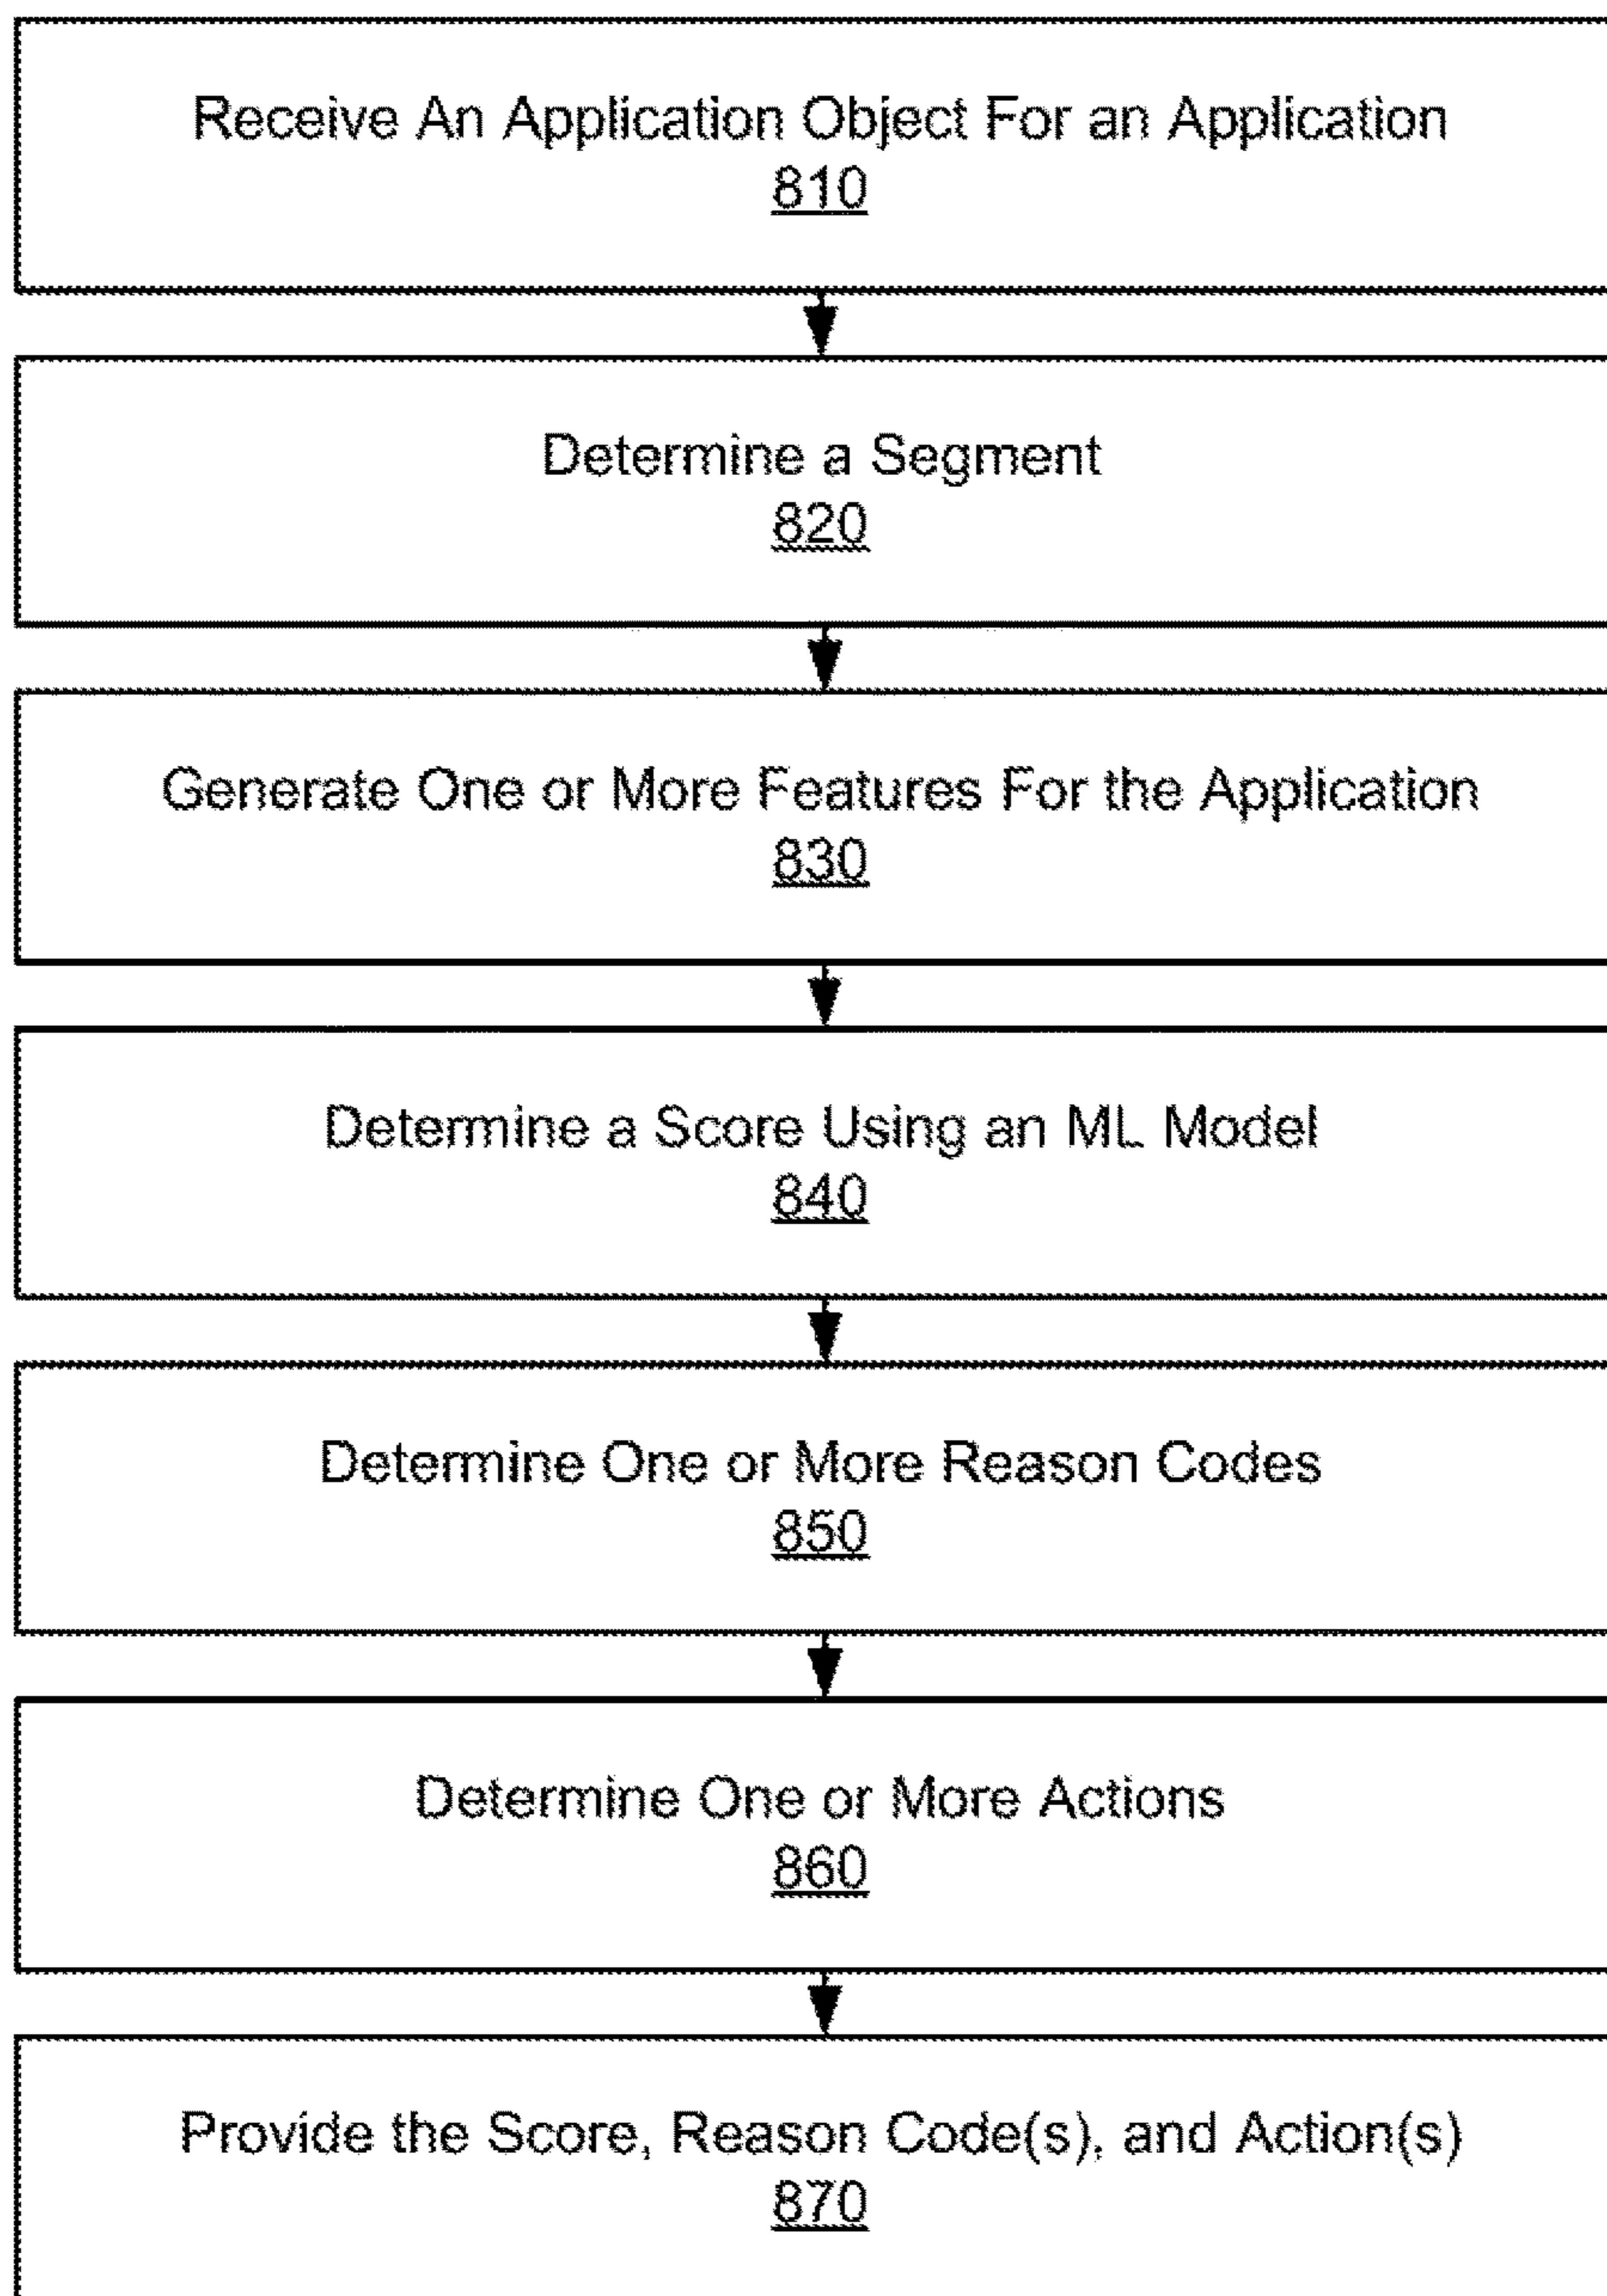 Receive An Application Object For an Application
810
Determine a Segment
820
Generate One or More Features For the Application
830
Determine a Score Using an ML Model
840
Determine One or More Reason Codes
850
Determine One or More Actions
860
Provide the Score, Reason Code(s), and Action(s)
870